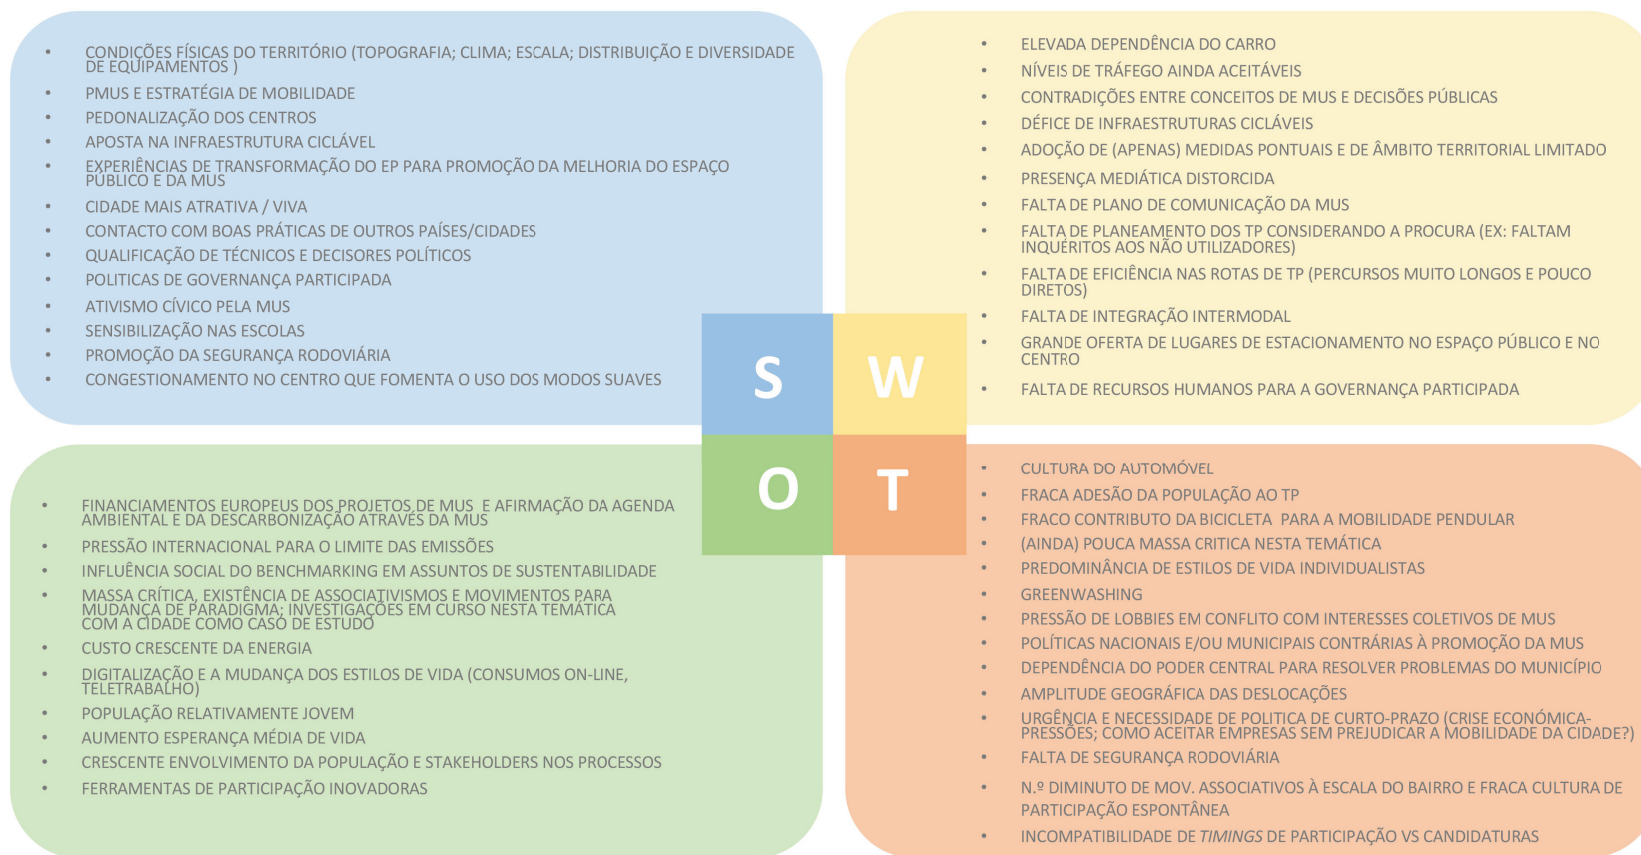 • CONDIÇÕES FÍSICAS DO TERRITÓRIO (TOPOGRAFIA; CLIMA; ESCALA; DISTRIBUIÇÃO E DIVERSIDADE
DE EQUIPAMENTOS )
• PMUS E ESTRATÉGIA DE MOBILIDADE
• PEDONALIZAÇÃO DOS CENTROS
• APOSTA NA INFRAESTRUTURA CICLÁVEL
• EXPERIÊNCIAS DE TRANSFORMAÇÃO DO EP PARA PROMOÇÃO DA MELHORIA DO ESPAÇO
PÚBLICO E DA MUS
• CIDADE MAIS ATRATIVA / VIVA
• CONTACTO COM BOAS PRÁTICAS DE OUTROS PAÍSES/CIDADES
• QUALIFICAÇÃO DE TÉCNICOS E DECISORES POLÍTICOS
• POLITICAS DE GOVERNANÇA PARTICIPADA
• ATIVISMO CÍVICO PELA MUS
• SENSIBILIZAÇÃO NAS ESCOLAS
• PROMOÇÃO DA SEGURANÇA RODOVIÁRIA
• CONGESTIONAMENTO NO CENTRO QUE FOMENTA O USO DOS MODOS SUAVES
• ELEVADA DEPENDÊNCIA DO CARRO
• NÍVEIS DE TRÁFEGO AINDA ACEITÁVEIS
• CONTRADIÇÕES ENTRE CONCEITOS DE MUS E DECISÕES PÚBLICAS
• DÉFICE DE INFRAESTRUTURAS CICLÁVEIS
• ADOÇÃO DE (APENAS) MEDIDAS PONTUAIS E DE ÂMBITO TERRITORIAL LIMITADO
• PRESENÇA MEDIÁTICA DISTORCIDA
• FALTA DE PLANO DE COMUNICAÇÃO DA MUS
• FALTA DE PLANEAMENTO DOS TP CONSIDERANDO A PROCURA (EX: FALTAM
INQUÉRITOS AOS NÃO UTILIZADORES)
• FALTA DE EFICIÊNCIA NAS ROTAS DE TP (PERCURSOS MUITO LONGOS E POUCO
DIRETOS)
• FALTA DE INTEGRAÇÃO INTERMODAL
• GRANDE OFERTA DE LUGARES DE ESTACIONAMENTO NO ESPAÇO PÚBLICO E NO
CENTRO
• FALTA DE RECURSOS HUMANOS PARA A GOVERNANÇA PARTICIPADA
S W
O T
• FINANCIAMENTOS EUROPEUS DOS PROJETOS DE MUS E AFIRMAÇÃO DA AGENDA
AMBIENTAL E DA DESCARBONIZAÇÃO ATRAVÉS DA MUS
• PRESSÃO INTERNACIONAL PARA O LIMITE DAS EMISSÕES
• INFLUÊNCIA SOCIAL DO BENCHMARKING EM ASSUNTOS DE SUSTENTABILIDADE
• MASSA CRÍTICA, EXISTÊNCIA DE ASSOCIATIVISMOS E MOVIMENTOS PARA
MUDANÇA DE PARADIGMA; INVESTIGAÇÕES EM CURSO NESTA TEMÁTICA
COM A CIDADE COMO CASO DE ESTUDO
• CUSTO CRESCENTE DA ENERGIA
• DIGITALIZAÇÃO E A MUDANÇA DOS ESTILOS DE VIDA (CONSUMOS ON-LINE,
TELETRABALHO)
• POPULAÇÃO RELATIVAMENTE JOVEM
• AUMENTO ESPERANÇA MÉDIA DE VIDA
• CRESCENTE ENVOLVIMENTO DA POPULAÇÃO E STAKEHOLDERS NOS PROCESSOS
• FERRAMENTAS DE PARTICIPAÇÃO INOVADORAS
• CULTURA DO AUTOMÓVEL
• FRACA ADESÃO DA POPULAÇÃO AO TP
• FRACO CONTRIBUTO DA BICICLETA PARA A MOBILIDADE PENDULAR
• (AINDA) POUCA MASSA CRITICA NESTA TEMÁTICA
• PREDOMINÂNCIA DE ESTILOS DE VIDA INDIVIDUALISTAS
• GREENWASHING
• PRESSÃO DE LOBBIES EM CONFLITO COM INTERESSES COLETIVOS DE MUS
• POLÍTICAS NACIONAIS E/OU MUNICIPAIS CONTRÁRIAS À PROMOÇÃO DA MUS
• DEPENDÊNCIA DO PODER CENTRAL PARA RESOLVER PROBLEMAS DO MUNICÍPIO
• AMPLITUDE GEOGRÁFICA DAS DESLOCAÇÕES
• URGÊNCIA E NECESSIDADE DE POLITICA DE CURTO-PRAZO (CRISE ECONÓMICA-
PRESSÕES; COMO ACEITAR EMPRESAS SEM PREJUDICAR A MOBILIDADE DA CIDADE?)
• FALTA DE SEGURANÇA RODOVIÁRIA
• N.º DIMINUTO DE MOV. ASSOCIATIVOS À ESCALA DO BAIRRO E FRACA CULTURA DE
PARTICIPAÇÃO ESPONTÂNEA
• INCOMPATIBILIDADE DE TIMINGS DE PARTICIPAÇÃO VS CANDIDATURAS